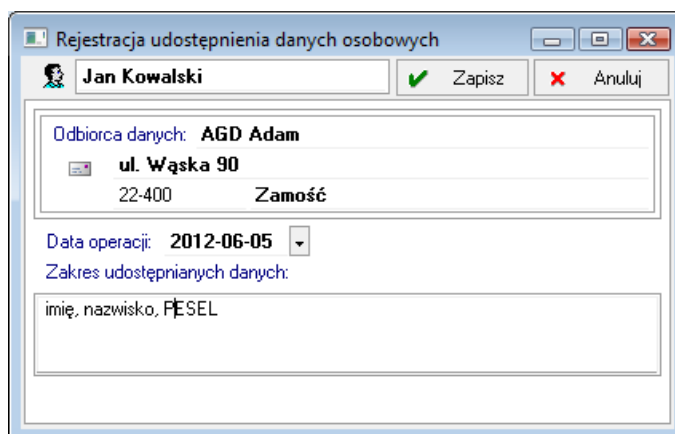 Rejestracja udostępnienia danych osobowych
Jan Kowalski Zapisz Anuluj
Odbiorca danych: AGD Adam
ul. Wąska 90
22-400 Zamość
Data operacji: 2012-06-05
Zakres udostępnianych danych:
imię, nazwisko, PESEL